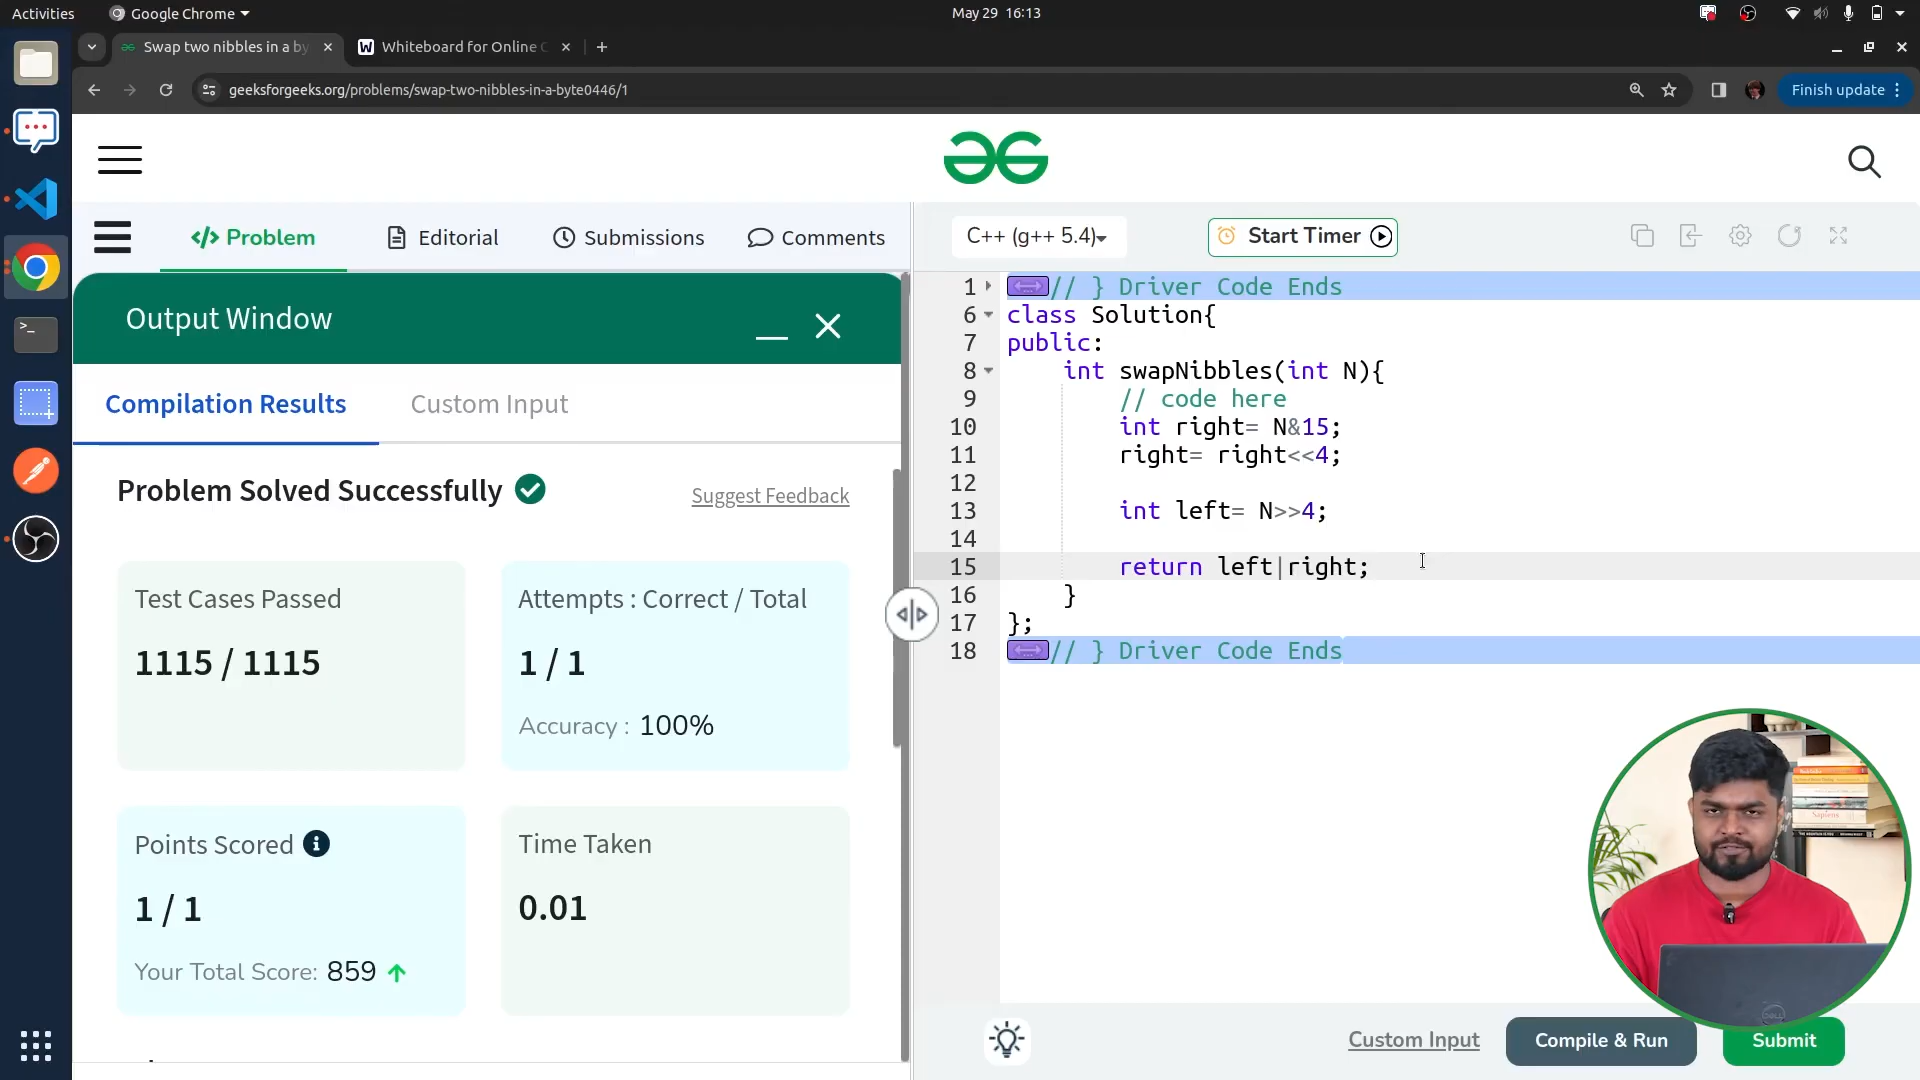 Activities
Google Chrome
May 29 16:13
Swap two nibbles in a by
Whiteboard for Online C
geeksforgeeks.org/problems/swap-two-nibbles-in-a-byte0446/1
Finish update
</> Problem
Editorial
Submissions
Comments
C++ (g++ 5.4)
Start Timer
Output Window
Compilation Results
Custom Input
Problem Solved Successfully
Suggest Feedback
Test Cases Passed
1115 / 1115
Attempts : Correct / Total
1 / 1
Accuracy : 100%
Points Scored
1 / 1
Your Total Score: 859
Time Taken
0.01
1 // } Driver Code Ends
6 class Solution{
7 public:
8 int swapNibbles(int N){
9 // code here
10 int right= N&15;
11 right= right<<4;
12
13 int left= N>>4;
14
15 return left|right;
16 }
17 };
18 // } Driver Code Ends
Sapiens
DELL
Custom Input
Compile & Run
Submit